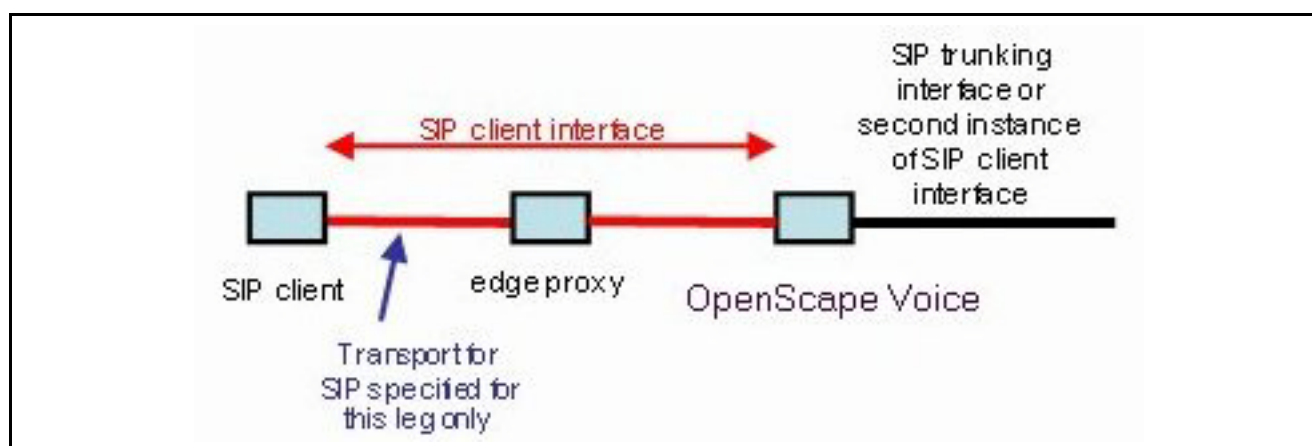 SIP trunking
interface or
second instance
of SIP client
interface
SIP client interface
SIP client
edge proxy
OpenScape Voice
Transport for
SIP specified for
this leg only